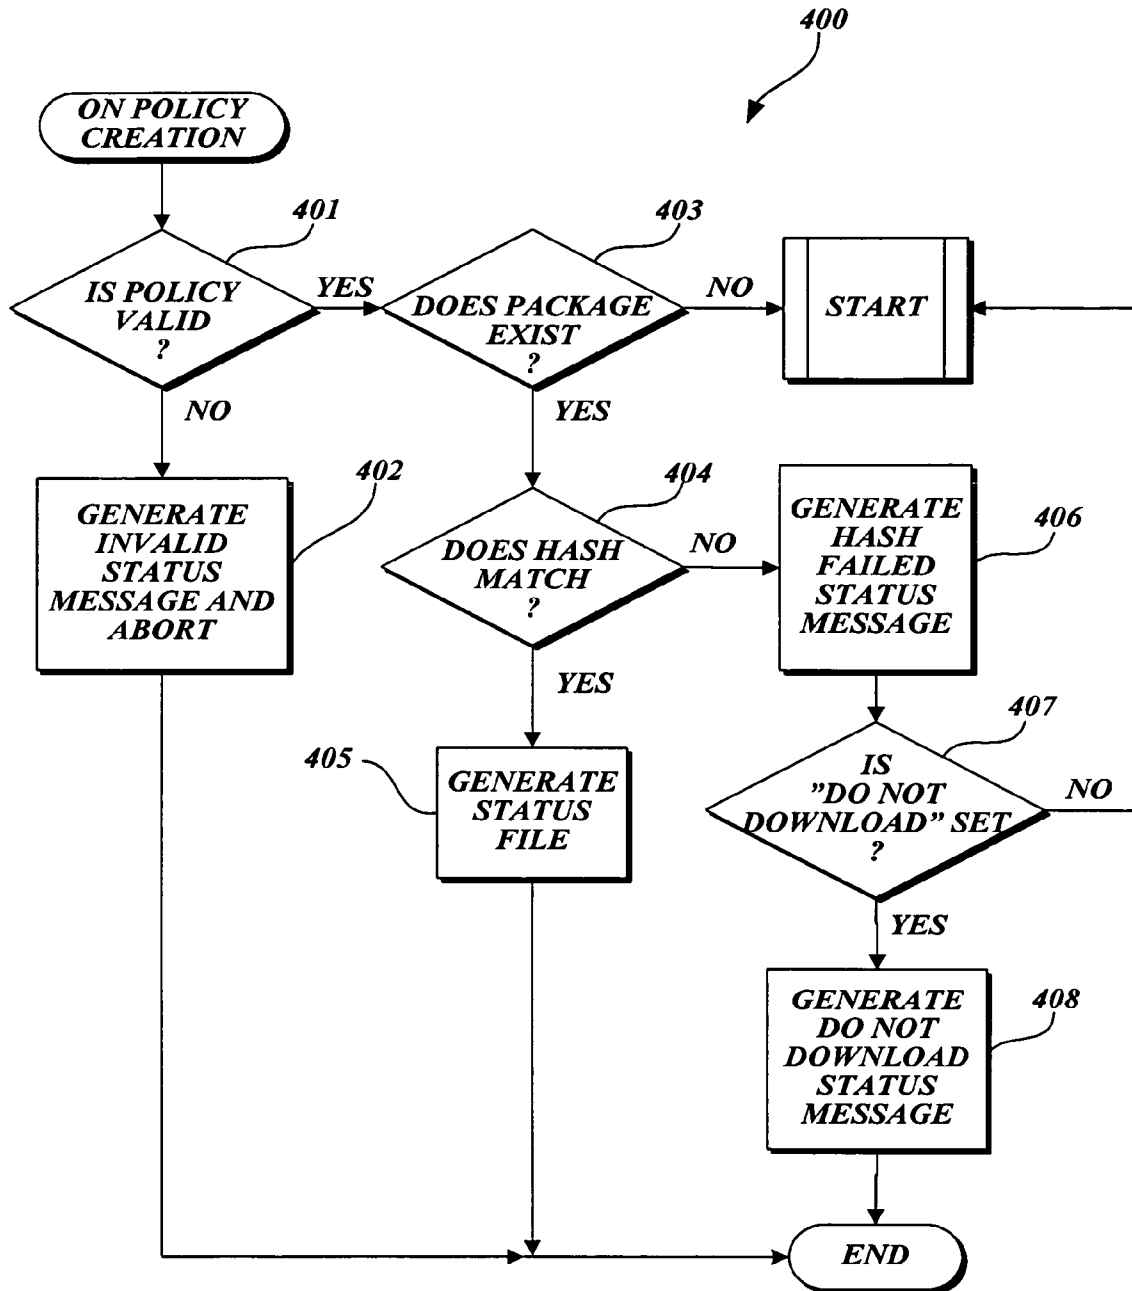 400
ON POLICY
CREATION
401
IS POLICY
VALID
?
YES
NO
403
DOES PACKAGE
EXIST
?
NO
YES
START
402
GENERATE
INVALID
STATUS
MESSAGE AND
ABORT
404
DOES HASH
MATCH
?
NO
YES
406
GENERATE
HASH
FAILED
STATUS
MESSAGE
405
GENERATE
STATUS
FILE
407
IS
”DO NOT
DOWNLOAD” SET
?
NO
YES
408
GENERATE
DO NOT
DOWNLOAD
STATUS
MESSAGE
END